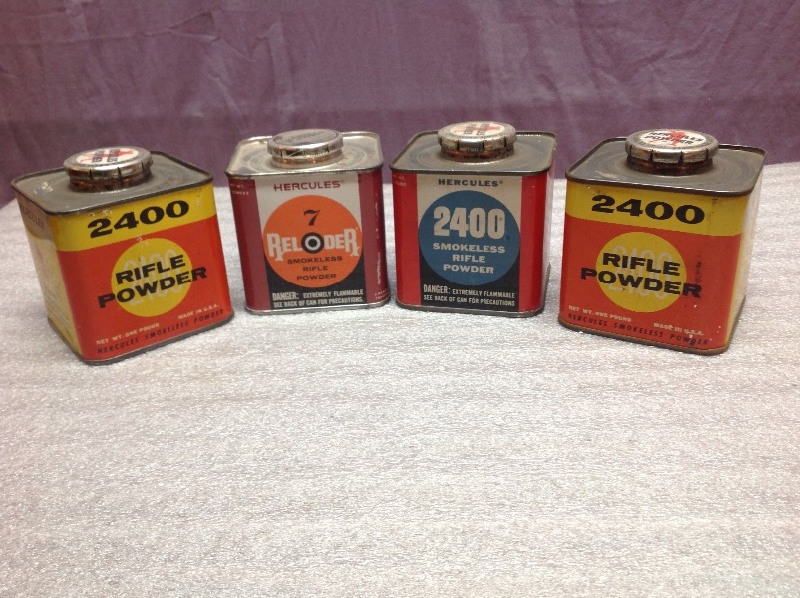 2400
RIFLE
POWDER
NET WT. ONE POUND MADE IN U.S.A.
HERCULES SMOKELESS POWDER
HERCULES
7
RELODER
SMOKELESS
RIFLE
POWDER
DANGER: EXTREMELY FLAMMABLE
SEE BACK OF CAN FOR PRECAUTIONS.
HERCULES®
2400
SMOKELESS
RIFLE
POWDER
DANGER: EXTREMELY FLAMMABLE
SEE BACK OF CAN FOR PRECAUTIONS
2400
RIFLE
POWDER
NET WT. ONE POUND MADE IN U.S.A.
HERCULES SMOKELESS POWDER